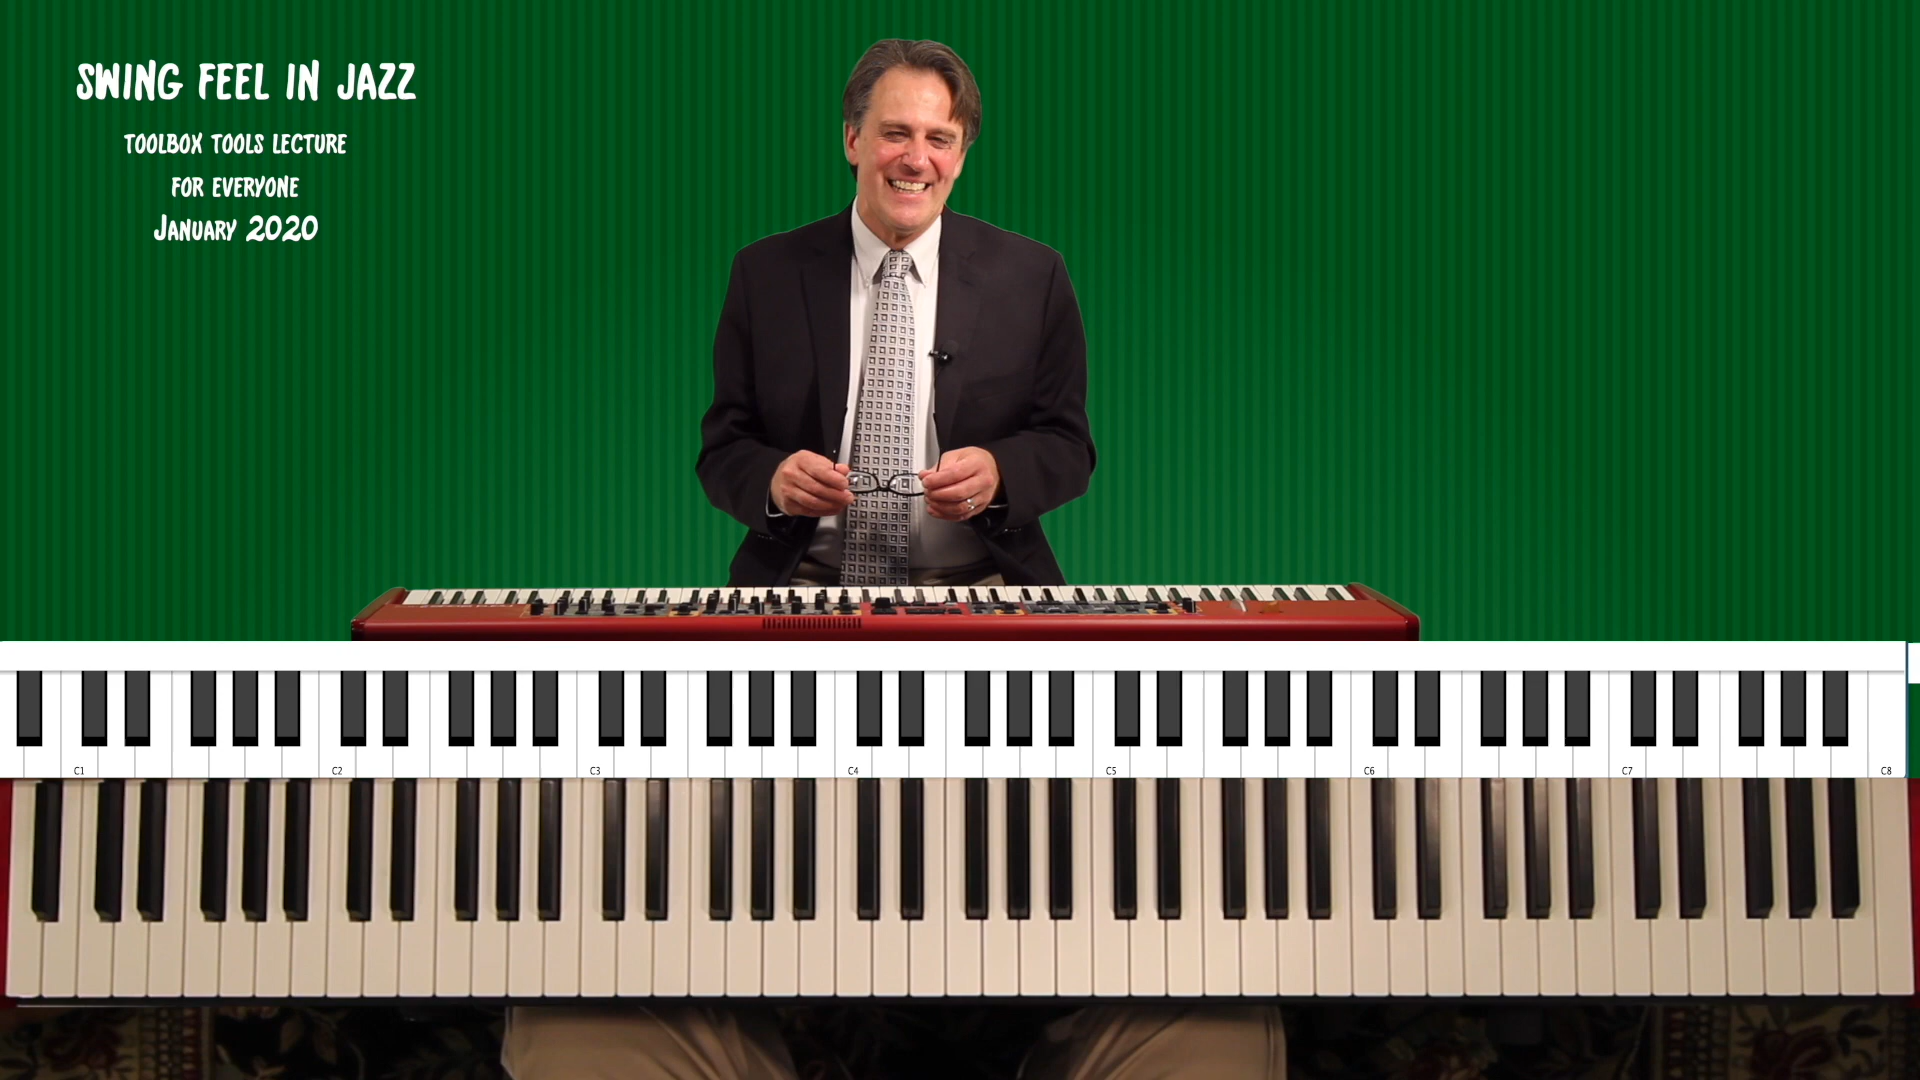 SWING FEEL IN JAZZ
TOOLBOX TOOLS LECTURE
FOR EVERYONE
JANUARY 2020
C1 C2 C3 C4 C5 C6 C7 C8